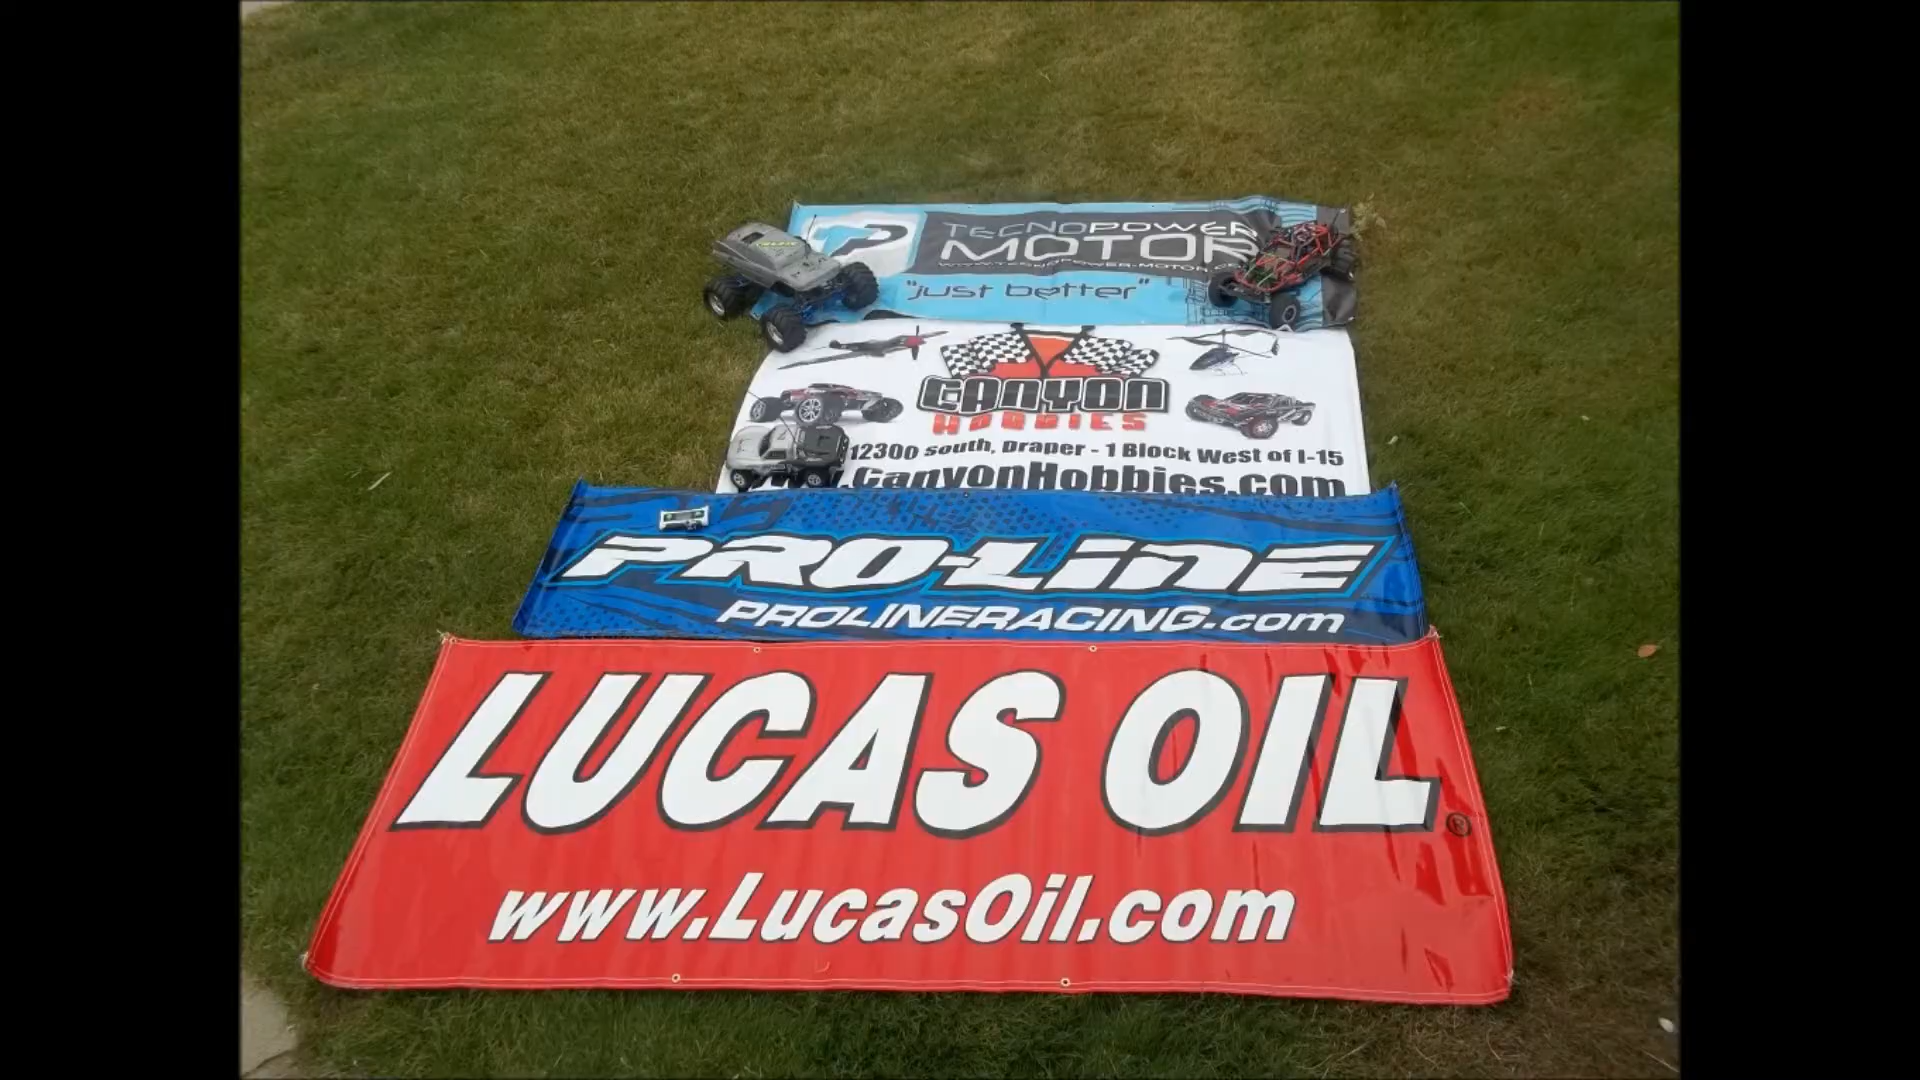 TP TECNOPOWER
MOTOR
"just better"
CANYON
HOBBIES
12300 South, Draper - 1 Block West of I-15
.CanyonHobbies.com
PRO-LINE
PROLINERACING.com
LUCAS OIL®
www.LucasOil.com